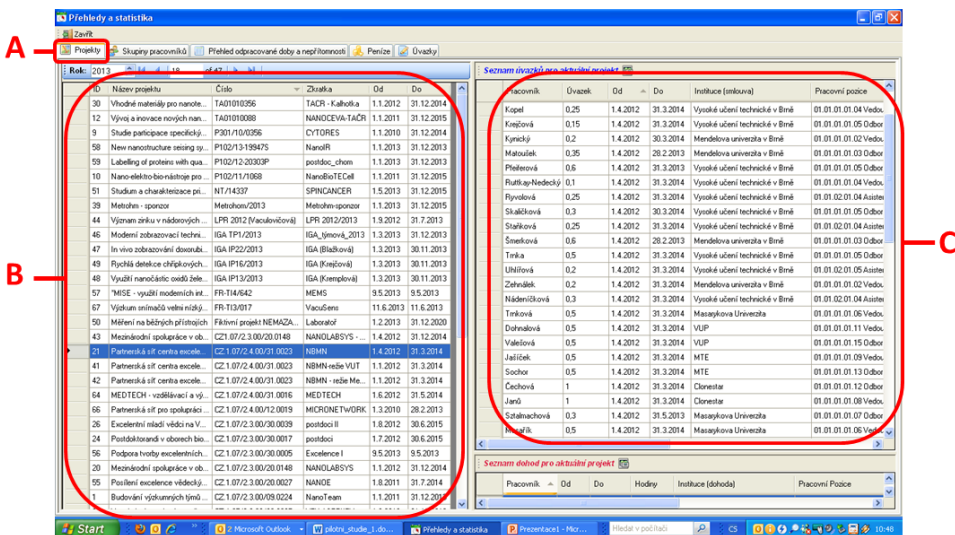 Přehledy a statistika
Zavřít
A
Projekty Skupiny pracovníků Přehled odpracované doby a nepřítomnosti Peníze Úvazky
Rok: 2013 18 of 47
Seznam úvazků pro aktuální projekt
ID Název projektu Číslo Zkratka Od Do
30 Vhodné materiály pro nanote... TA01010356 TACR - Kalhotka 1.1.2012 31.12.2014
12 Vývoj a inovace nových nan... TA01010088 NANOCEVA-TAČR 1.1.2011 31.12.2015
9 Studie participace specifický... P301/10/0356 CYTORES 1.1.2010 31.12.2014
58 New nanostructure seising sy... P102/13-19947S NanoIR 1.1.2013 31.12.2015
59 Labelling of proteins with qua... P102/12-20303P postdoc_chom 1.1.2013 31.12.2013
10 Nano-elektro-bio-nástroje pro ... P102/11/1068 NanoBioTECell 1.1.2011 31.12.2015
51 Studium a charakterizace pri... NT/14337 SPINCANCER 1.5.2013 31.12.2015
39 Metrohm - sponzor Metrohom/2013 Metrohm-sponzor 1.1.2011 31.12.2015
44 Význam zinku v nádorových ... LPR 2012 (Vaculovičová) LPR 2012/2013 1.9.2012 31.7.2013
46 Moderní zobrazovací techni... IGA TP1/2013 IGA_týmová_2013 1.3.2013 31.12.2013
47 In vivo zobrazování doxorubi... IGA IP22/2013 IGA (Blažková) 1.3.2013 30.11.2013
49 Rychlá detekce chřipkových... IGA IP16/2013 IGA (Krejčová) 1.3.2013 30.11.2013
48 Využití nanočástic oxidů žele... IGA IP13/2013 IGA (Kremplová) 1.3.2013 30.11.2013
57 "MISE - využití moderních int... FR-TI4/642 MEMS 9.5.2013 9.5.2013
67 Výzkum snímačů velmi nízký... FR-TI3/017 VacuSens 11.6.2013 11.6.2013
50 Měření na běžných přístrojích Fiktivní projekt NEMAZA... Laboratoř 1.2.2013 31.12.2020
43 Mezinárodní spolupráce v ob... CZ1.07/2.3.00/20.0148 NANOLABSYS - ... 1.4.2012 31.12.2014
21 Partnerská síť centra excele... CZ.1.07/2.4.00/31.0023 NBMN 1.4.2012 31.3.2014
41 Partnerská síť centra excele... CZ.1.07/2.4.00/31.0023 NBMN-režie VUT 1.1.2012 31.3.2014
42 Partnerská síť centra excele... CZ.1.07/2.4.00/31.0023 NBMN - režie Me... 1.1.2012 31.3.2014
64 MEDTECH - vzdělávací a vý... CZ.1.07/2.4.00/31.0016 MEDTECH 1.6.2012 31.5.2014
66 Partnerská síť pro spolupráci ... CZ.1.07/2.4.00/12.0019 MICRONETWORK 1.3.2010 28.2.2013
26 Excelentní mladí vědci na V... CZ.1.07/2.3.00/30.0039 postdoci II 1.8.2012 30.6.2015
24 Postdoktorandi v oborech bio... CZ.1.07/2.3.00/30.0017 postdoci 1.7.2012 30.6.2015
56 Podpora tvorby excelentních... CZ.1.07/2.3.00/30.0005 Excelence I 9.5.2013 9.5.2013
20 Mezinárodní spolupráce v ob... CZ.1.07/2.3.00/20.0148 NANOLABSYS 1.1.2012 31.12.2014
55 Posílení excelence vědecký... CZ.1.07/2.3.00/20.0027 NANOE 1.8.2011 31.7.2014
1 Budování výzkumných týmů ... CZ.1.07/2.3.00/09.0224 NanoTeam 1.1.2011 31.12.2013
B
Pracovník Úvazek Od Do Instituce (smlouva) Pracovní pozice
Kopel 0,25 1.4.2012 31.3.2014 Vysoké učení technické v Brně 01.01.01.01.04 Vedou
Krejčová 0,15 1.4.2012 31.3.2014 Vysoké učení technické v Brně 01.01.01.01.05 Odbor
Kynický 0,2 1.4.2012 30.3.2014 Mendelova univerzita v Brně 01.01.01.01.02 Vedou
Matoušek 0,35 1.4.2012 28.2.2013 Mendelova univerzita v Brně 01.01.01.01.03 Odbor
Pfeiferová 0,6 1.4.2012 31.3.2013 Vysoké učení technické v Brně 01.01.01.01.05 Odbor
Ruttkay-Nedecký 0,1 1.4.2012 31.3.2014 Vysoké učení technické v Brně 01.01.01.01.04 Vedou
Ryvolová 0,25 1.4.2012 31.3.2014 Vysoké učení technické v Brně 01.01.02.01.04 Asisten
Skaličková 0,3 1.4.2012 30.3.2014 Vysoké učení technické v Brně 01.01.01.01.05 Odbor
Staňková 0,25 1.4.2012 31.3.2014 Vysoké učení technické v Brně 01.01.02.01.04 Asisten
Šmerková 0,6 1.4.2012 28.2.2013 Mendelova univerzita v Brně 01.01.01.01.03 Odbor
Trnka 0,5 1.4.2012 31.3.2014 Vysoké učení technické v Brně 01.01.01.01.05 Odbor
Uhlířová 0,2 1.4.2012 31.3.2014 Vysoké učení technické v Brně 01.01.02.01.05 Asisten
Zehnálek 0,2 1.4.2012 31.3.2014 Mendelova univerzita v Brně 01.01.01.01.02 Vedou
Nádeníčková 0,3 1.4.2012 31.3.2014 Vysoké učení technické v Brně 01.01.02.01.04 Asisten
Trnková 0,5 1.4.2012 31.3.2014 Masarykova Univerzita 01.01.01.01.06 Vedou
Dohnalová 0,5 1.4.2012 31.3.2014 VUP 01.01.01.01.11 Vedou
Valešová 0,5 1.4.2012 31.3.2014 VUP 01.01.01.01.15 Odbor
Jašíček 0,5 1.4.2012 31.3.2014 MTE 01.01.01.01.09 Vedou
Sochor 0,5 1.4.2012 31.3.2014 MTE 01.01.01.01.13 Odbor
Čechová 1 1.4.2012 31.3.2014 Clonestar 01.01.01.01.12 Odbor
Janů 1 1.4.2012 31.3.2014 Clonestar 01.01.01.01.08 Vedou
Sztalmachová 0,3 1.4.2012 31.5.2013 Masarykova Univerzita 01.01.01.01.07 Odbor
Masařík 0,5 1.4.2012 31.3.2014 Masarykova Univerzita 01.01.01.01.06 Vedou
C
Seznam dohod pro aktuální projekt
Pracovník Od Do Hodiny Instituce (dohoda) Pracovní Pozice
Start 2 Microsoft Outlook pilotni_studie_1.do... Přehledy a statistika Prezentace1 - Micr... Hledat v počítači CS 10:48